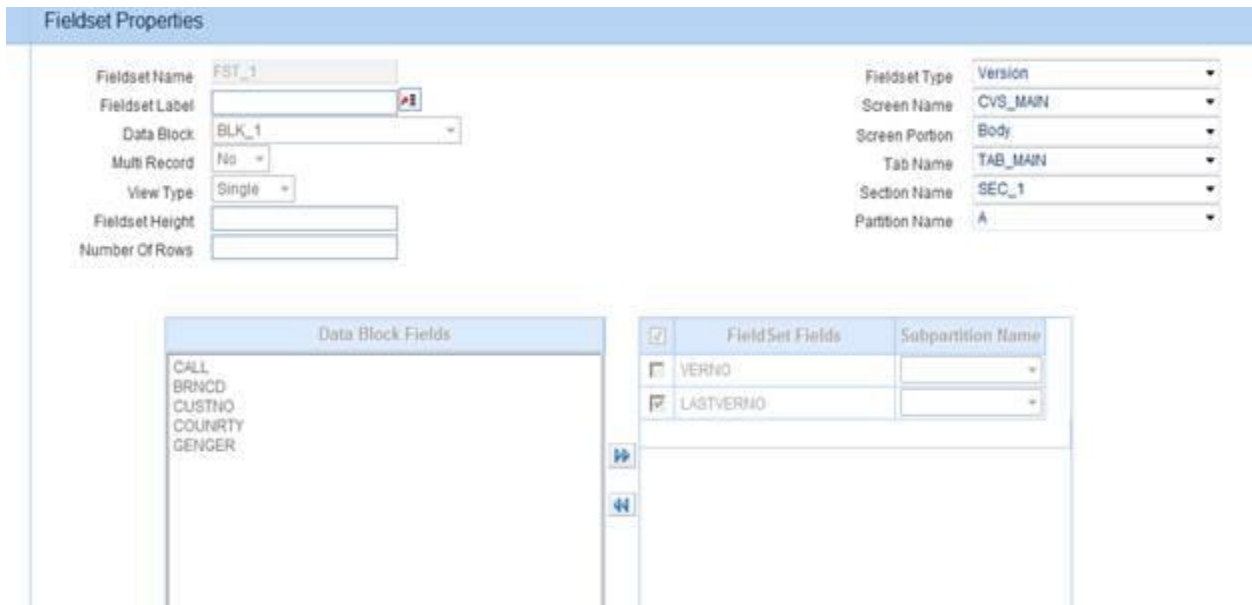 Fieldset Properties
Fieldset Name FST_1
Fieldset Label
Data Block BLK_1
Multi Record No
View Type Single
Fieldset Height
Number Of Rows
Fieldset Type Version
Screen Name CVS_MAIN
Screen Portion Body
Tab Name TAB_MAIN
Section Name SEC_1
Partition Name A
Data Block Fields
CALL
BRNCD
CUSTNO
COUNRTY
GENGER
FieldSet Fields Subpartition Name
VERNO
LASTVERNO